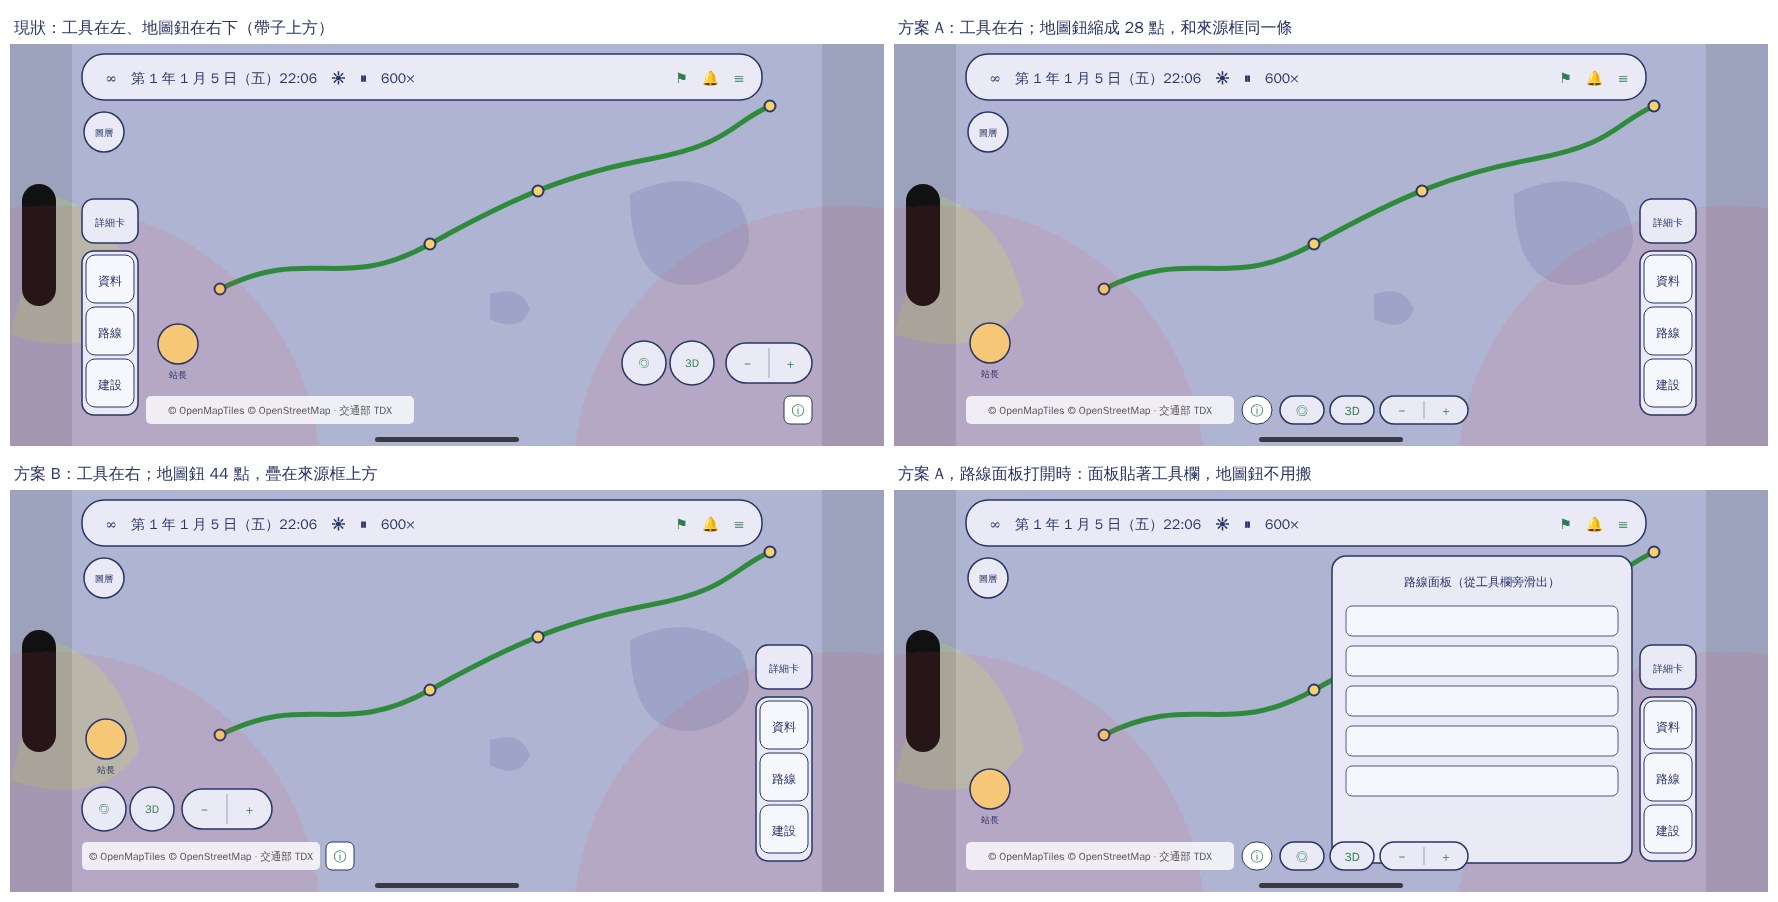 現狀：工具在左、地圖鈕在右下（帶子上方）
∞ 第 1 年 1 月 5 日（五）22:06 ☀ ⏸ 600× ⚑ 🔔 ≡
圖層
詳細卡
資料
路線
建設
站長
◎ 3D − +
© OpenMapTiles © OpenStreetMap · 交通部 TDX
ⓘ
方案 A：工具在右；地圖鈕縮成 28 點，和來源框同一條
∞ 第 1 年 1 月 5 日（五）22:06 ☀ ⏸ 600× ⚑ 🔔 ≡
圖層
詳細卡
資料
路線
建設
站長
© OpenMapTiles © OpenStreetMap · 交通部 TDX ⓘ ◎ 3D − +
方案 B：工具在右；地圖鈕 44 點，疊在來源框上方
∞ 第 1 年 1 月 5 日（五）22:06 ☀ ⏸ 600× ⚑ 🔔 ≡
圖層
詳細卡
資料
路線
建設
站長
◎ 3D − +
© OpenMapTiles © OpenStreetMap · 交通部 TDX ⓘ
方案 A，路線面板打開時：面板貼著工具欄，地圖鈕不用搬
∞ 第 1 年 1 月 5 日（五）22:06 ☀ ⏸ 600× ⚑ 🔔 ≡
圖層
路線面板（從工具欄旁滑出）
詳細卡
資料
路線
建設
站長
© OpenMapTiles © OpenStreetMap · 交通部 TDX ⓘ ◎ 3D − +